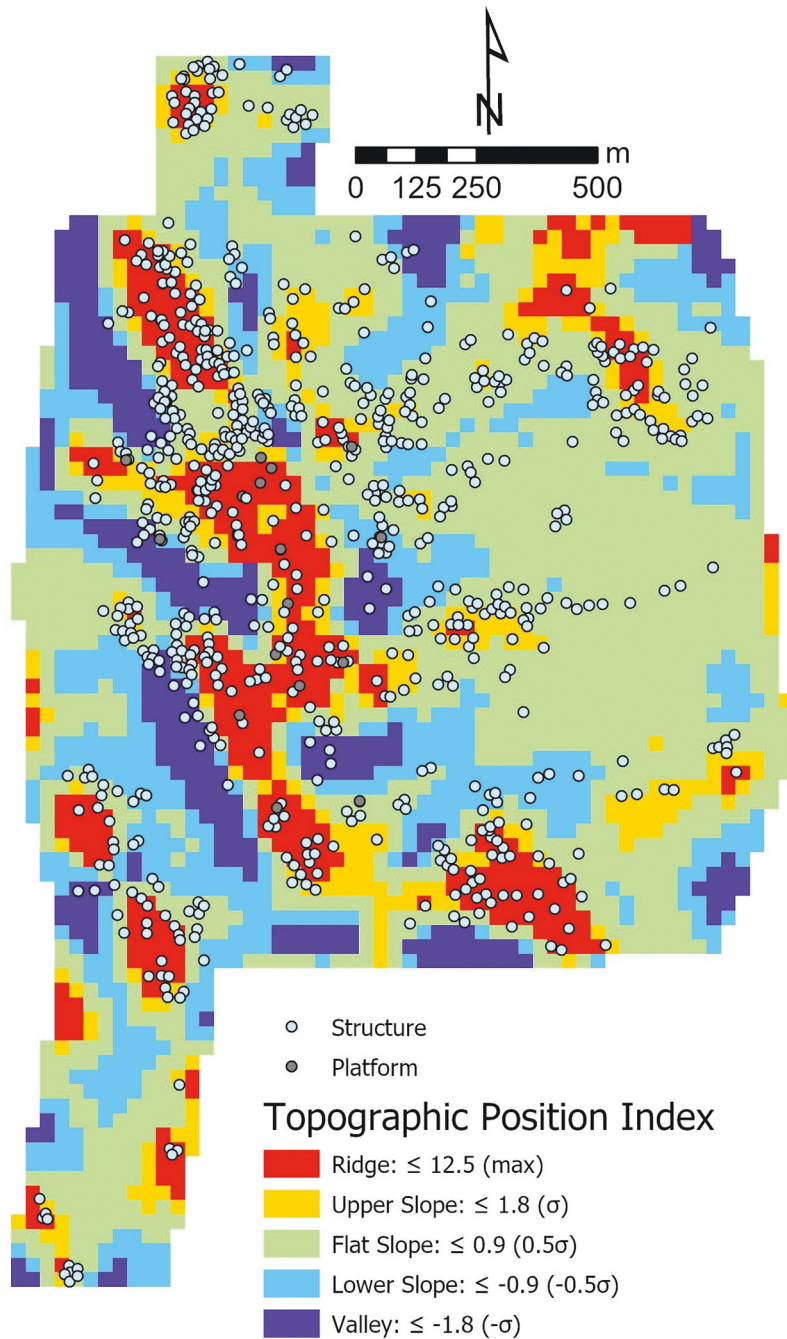 N
m
0 125 250 500
Structure
Platform
Topographic Position Index
Ridge: ≤ 12.5 (max)
Upper Slope: ≤ 1.8 (σ)
Flat Slope: ≤ 0.9 (0.5σ)
Lower Slope: ≤ -0.9 (-0.5σ)
Valley: ≤ -1.8 (-σ)